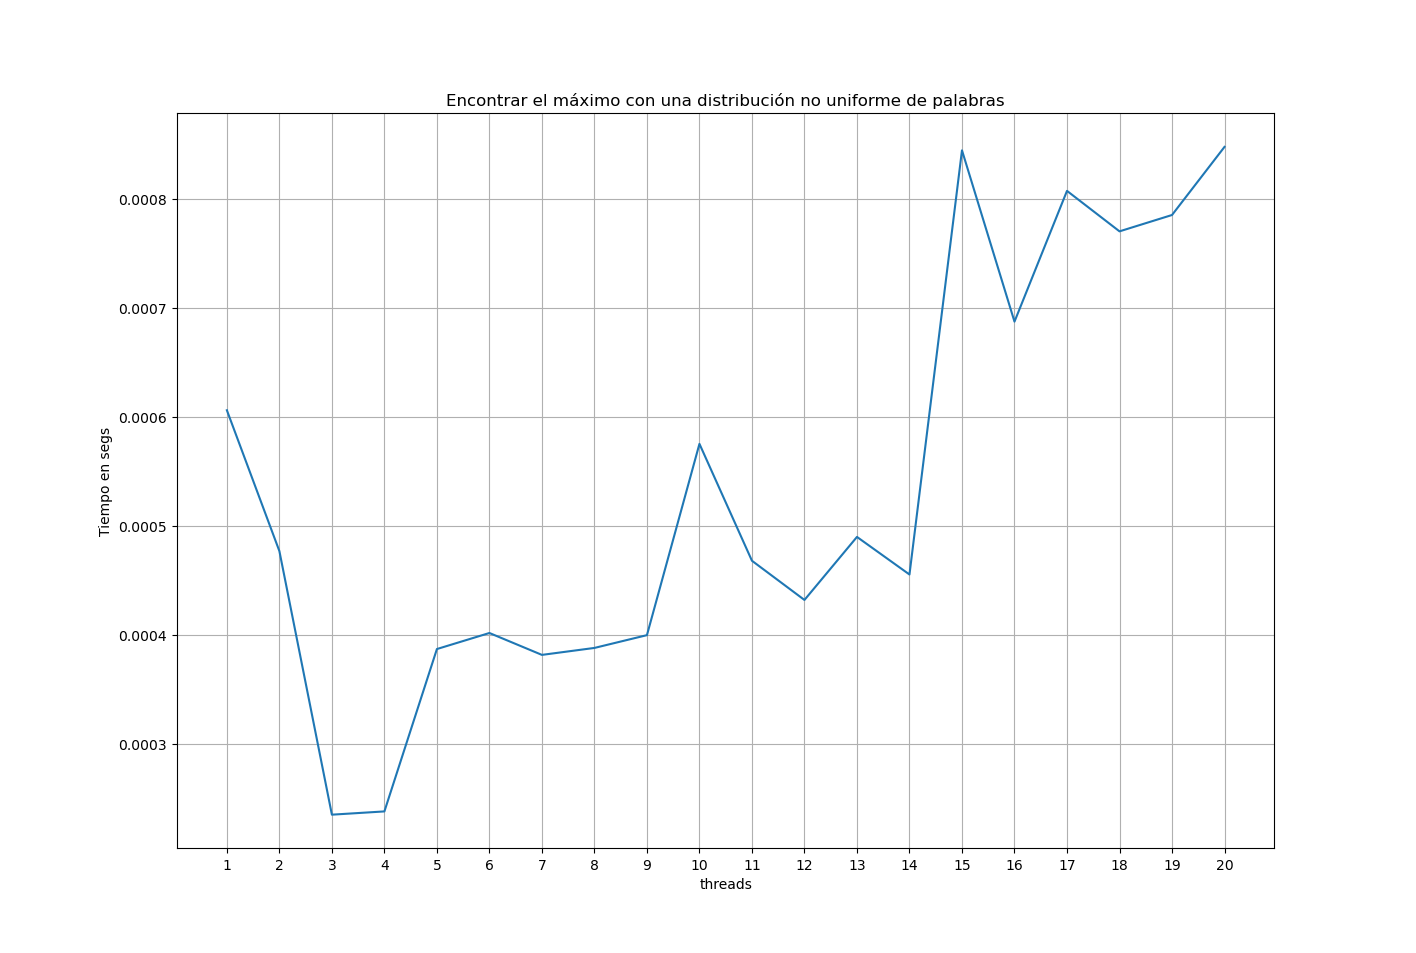 Encontrar el máximo con una distribución no uniforme de palabras
0.0008
0.0007
0.0006
0.0005
0.0004
0.0003
Tiempo en segs
1 2 3 4 5 6 7 8 9 10 11 12 13 14 15 16 17 18 19 20
threads